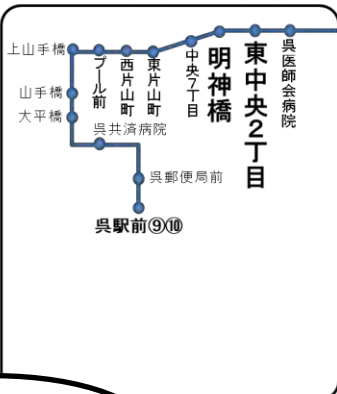 上山手橋
プール前
西片山町
東片山町
中央7丁目
明神橋
東中央2丁目
呉医師会病院
山手橋
大平橋
呉共済病院
呉郵便局前
呉駅前⑨⑩